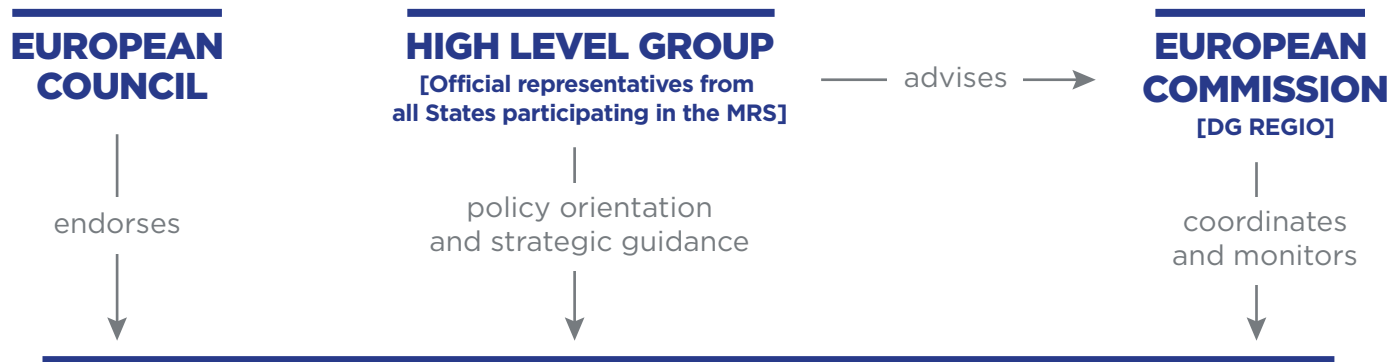 EUROPEAN
COUNCIL
endorses
HIGH LEVEL GROUP
[Official representatives from
all States participating in the MRS]
policy orientation
and strategic guidance
advises
EUROPEAN
COMMISSION
[DG REGIO]
coordinates
and monitors